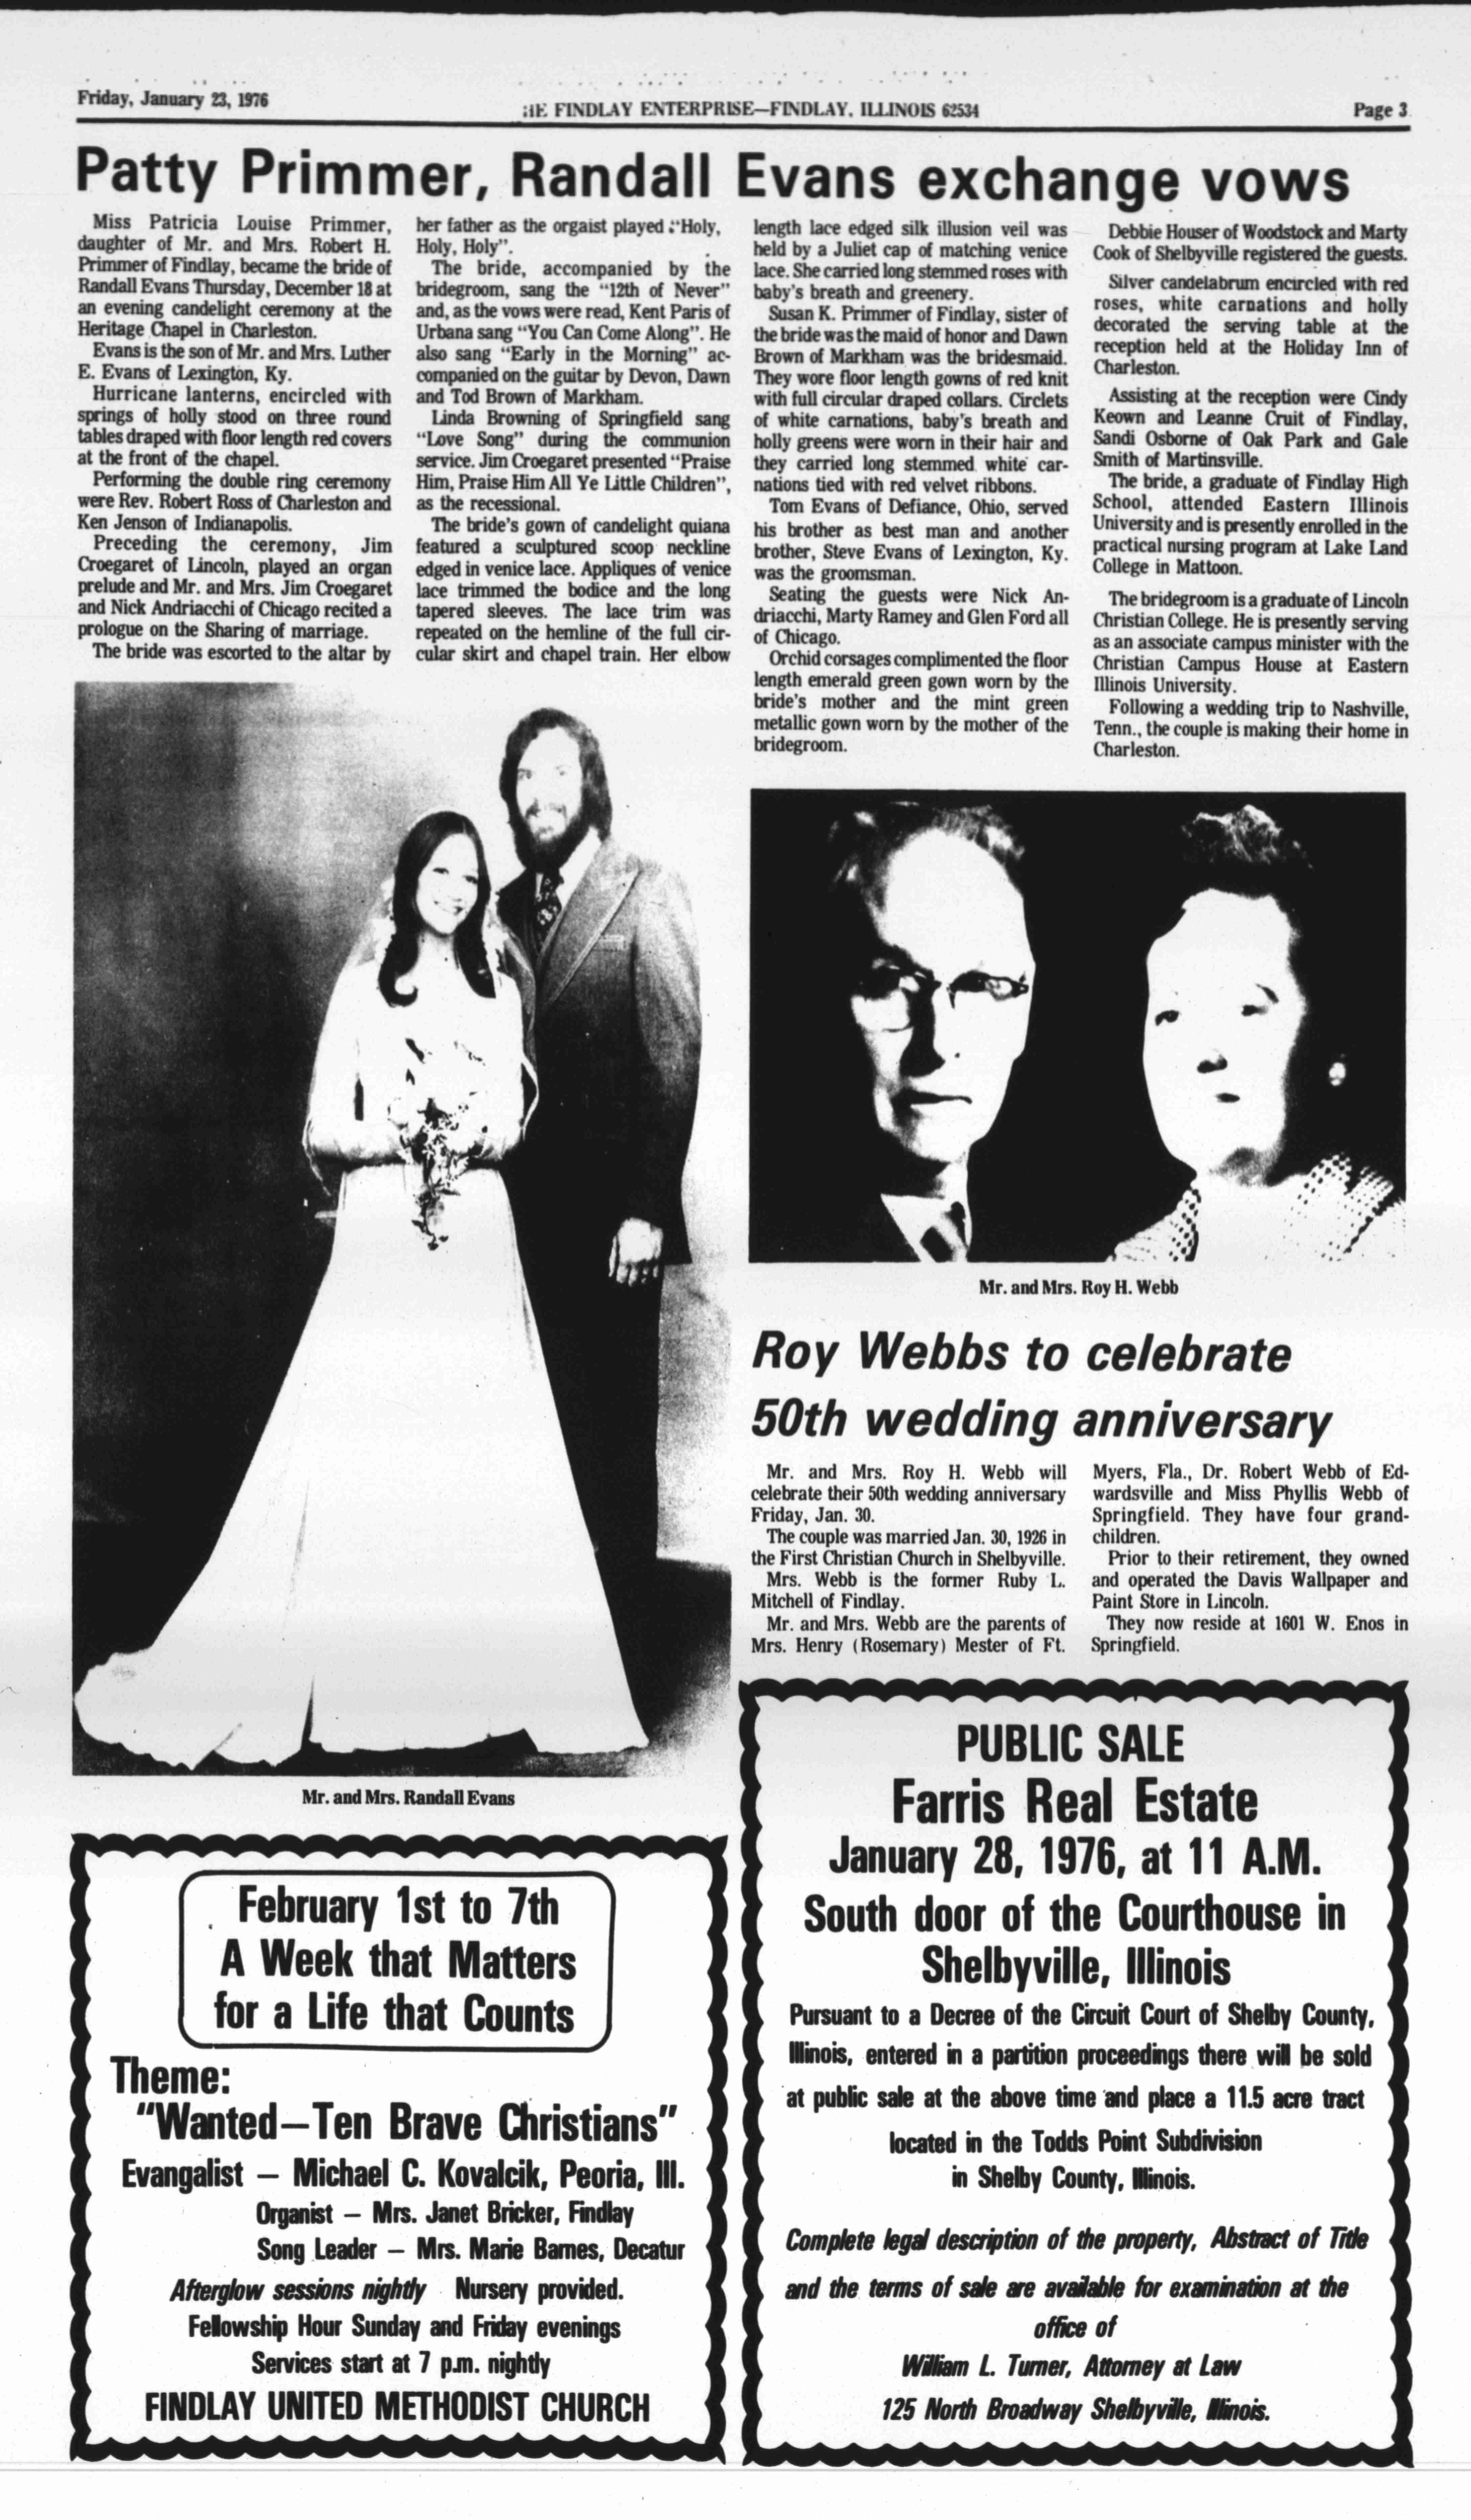 Friday, January 23, 1976
HE FINDLAY ENTERPRISE—FINDLAY, ILLINOIS 62534
Page 3
Patty Primmer, Randall Evans exchange vows
Miss Patricia Louise Primmer,
daughter of Mr. and Mrs. Robert H.
Primmer of Findlay, became the bride of
Randall Evans Thursday, December 18 at
an evening candelight ceremony at the
Heritage Chapel in Charleston.
Evans is the son of Mr. and Mrs. Luther
E. Evans of Lexington, Ky.
Hurricane lanterns, encircled with
springs of holly stood on three round
tables draped with floor length red covers
at the front of the chapel.
Performing the double ring ceremony
were Rev. Robert Ross of Charleston and
Ken Jenson of Indianapolis.
Preceding the ceremony, Jim
Croegaret of Lincoln, played an organ
prelude and Mr. and Mrs. Jim Croegaret
and Nick Andriacchi of Chicago recited a
prologue on the Sharing of marriage.
The bride was escorted to the altar by
her father as the orgaist played "Holy,
Holy, Holy".
The bride, accompanied by the
bridegroom, sang the "12th of Never"
and, as the vows were read, Kent Paris of
Urbana sang "You Can Come Along". He
also sang "Early in the Morning" ac-
companied on the guitar by Devon, Dawn
and Tod Brown of Markham.
Linda Browning of Springfield sang
"Love Song" during the communion
service. Jim Croegaret presented "Praise
Him, Praise Him All Ye Little Children",
as the recessional.
The bride's gown of candelight quiana
featured a sculptured scoop neckline
edged in venice lace. Appliques of venice
lace trimmed the bodice and the long
tapered sleeves. The lace trim was
repeated on the hemline of the full cir-
cular skirt and chapel train. Her elbow
length lace edged silk illusion veil was
held by a Juliet cap of matching venice
lace. She carried long stemmed roses with
baby's breath and greenery.
Susan K. Primmer of Findlay, sister of
the bride was the maid of honor and Dawn
Brown of Markham was the bridesmaid.
They wore floor length gowns of red knit
with full circular draped collars. Circlets
of white carnations, baby's breath and
holly greens were worn in their hair and
they carried long stemmed white car-
nations tied with red velvet ribbons.
Tom Evans of Defiance, Ohio, served
his brother as best man and another
brother, Steve Evans of Lexington, Ky.
was the groomsman.
Seating the guests were Nick An-
driacchi, Marty Ramey and Glen Ford all
of Chicago.
Orchid corsages complimented the floor
length emerald green gown worn by the
bride's mother and the mint green
metallic gown worn by the mother of the
bridegroom.
Debbie Houser of Woodstock and Marty
Cook of Shelbyville registered the guests.
Silver candelabrum encircled with red
roses, white carnations and holly
decorated the serving table at the
reception held at the Holiday Inn of
Charleston.
Assisting at the reception were Cindy
Keown and Leanne Cruit of Findlay,
Sandi Osborne of Oak Park and Gale
Smith of Martinsville.
The bride, a graduate of Findlay High
School, attended Eastern Illinois
University and is presently enrolled in the
practical nursing program at Lake Land
College in Mattoon.
The bridegroom is a graduate of Lincoln
Christian College. He is presently serving
as an associate campus minister with the
Christian Campus House at Eastern
Illinois University.
Following a wedding trip to Nashville,
Tenn., the couple is making their home in
Charleston.
Mr. and Mrs. Roy H. Webb
Roy Webbs to celebrate
50th wedding anniversary
Mr. and Mrs. Roy H. Webb will
celebrate their 50th wedding anniversary
Friday, Jan. 30.
The couple was married Jan. 30, 1926 in
the First Christian Church in Shelbyville.
Mrs. Webb is the former Ruby L.
Mitchell of Findlay.
Mr. and Mrs. Webb are the parents of
Mrs. Henry (Rosemary) Mester of Ft.
Myers, Fla., Dr. Robert Webb of Ed-
wardsville and Miss Phyllis Webb of
Springfield. They have four grand-
children.
Prior to their retirement, they owned
and operated the Davis Wallpaper and
Paint Store in Lincoln.
They now reside at 1601 W. Enos in
Springfield.
Mr. and Mrs. Randall Evans
February 1st to 7th
A Week that Matters
for a Life that Counts
Theme:
"Wanted—Ten Brave Christians"
Evangalist — Michael C. Kovalcik, Peoria, Ill.
Organist — Mrs. Janet Bricker, Findlay
Song Leader — Mrs. Marie Barnes, Decatur
Afterglow sessions nightly Nursery provided.
Fellowship Hour Sunday and Friday evenings
Services start at 7 p.m. nightly
FINDLAY UNITED METHODIST CHURCH
PUBLIC SALE
Farris Real Estate
January 28, 1976, at 11 A.M.
South door of the Courthouse in
Shelbyville, Illinois
Pursuant to a Decree of the Circuit Court of Shelby County,
Illinois, entered in a partition proceedings there will be sold
at public sale at the above time and place a 11.5 acre tract
located in the Todds Point Subdivision
in Shelby County, Illinois.
Complete legal description of the property, Abstract of Title
and the terms of sale are available for examination at the
office of
William L. Turner, Attorney at Law
125 North Broadway Shelbyville, Illinois.